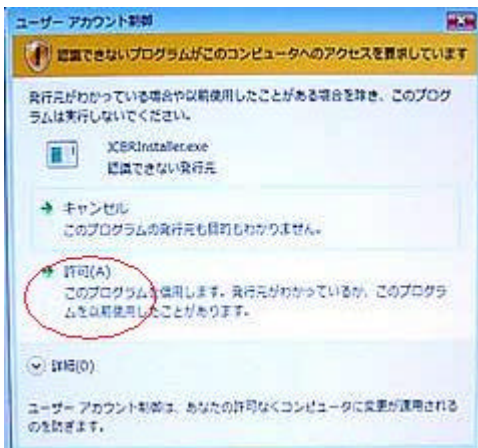 ユーザー アカウント制御
認識できないプログラムがこのコンピュータへのアクセスを要求しています
発行元がわかっている場合や以前使用したことがある場合を除き、このプログ
ラムは実行しないでください。
JCBRInstaller.exe
認識できない発行元
キャンセル
このプログラムの発行元も目的もわかりません。
許可(A)
このプログラムを信用します。発行元がわかっているか、このプログラ
ムを以前使用したことがあります。
詳細(D)
ユーザー アカウント制御は、あなたの許可なくコンピュータに変更が適用される
のを防ぎます。